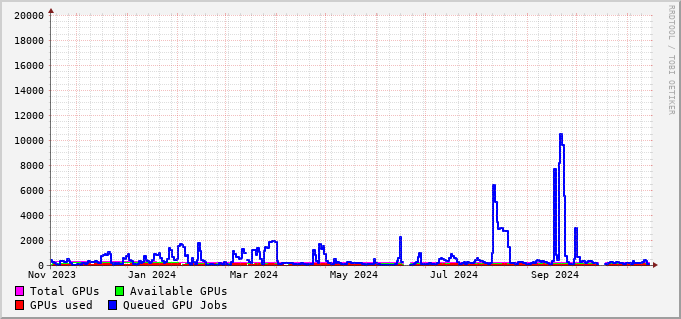 20000
18000
16000
14000
12000
10000
8000
6000
4000
2000
0
Nov 2023 Jan 2024 Mar 2024 May 2024 Jul 2024 Sep 2024
Total GPUs Available GPUs
GPUs used Queued GPU Jobs
RRDTOOL / TOBI OETIKER